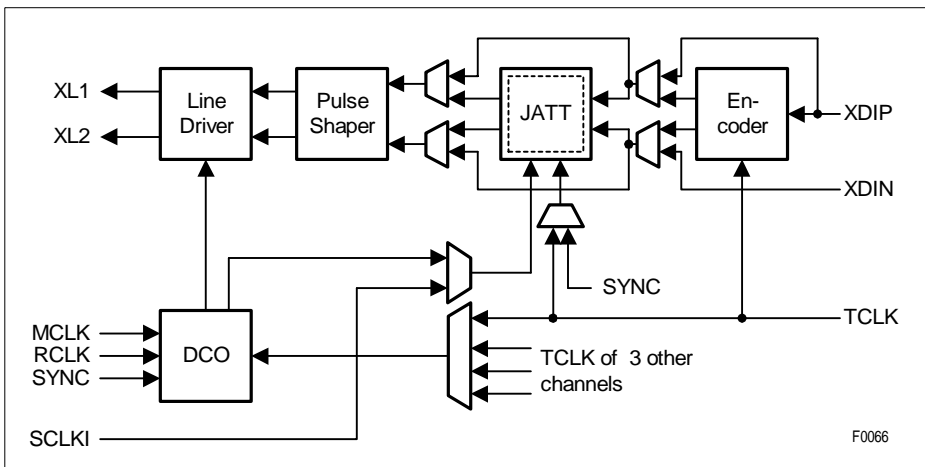 XL1
XL2
Line
Driver
Pulse
Shaper
JATT
En-
coder
XDIP
XDIN
SYNC
TCLK
MCLK
RCLK
SYNC
DCO
TCLK of 3 other
channels
SCLKI
F0066